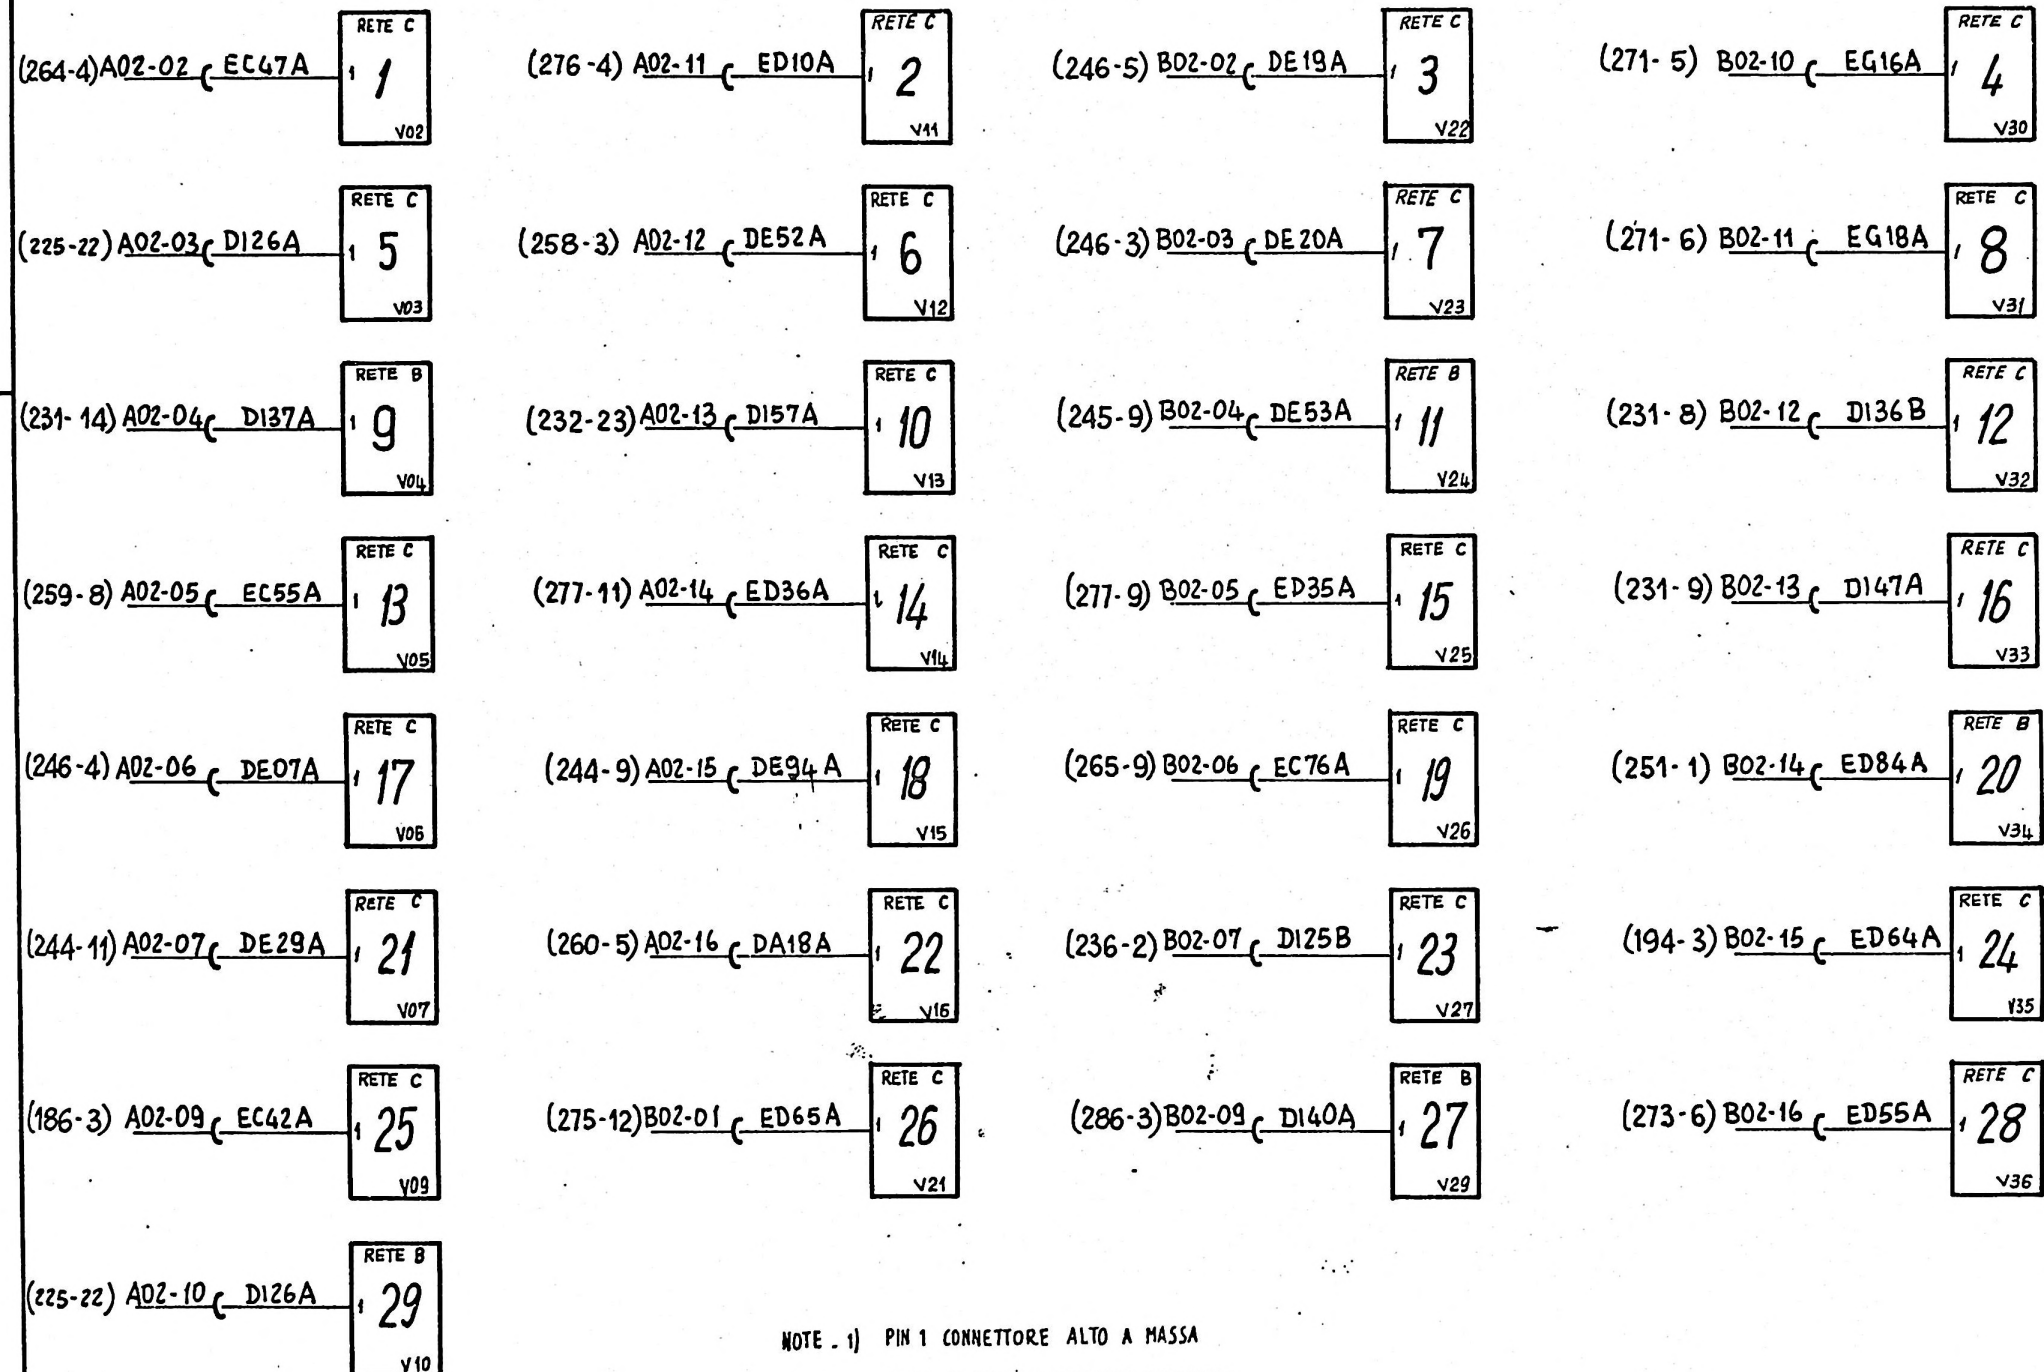 (264-4) A02-02 EC47A RETE C 1 1 V02
(276-4) A02-11 ED10A RETE C 1 2 V11
(246-5) B02-02 DE19A RETE C 1 3 V22
(271-5) B02-10 EG16A RETE C 1 4 V30
(225-22) A02-03 DI26A RETE C 1 5 V03
(258-3) A02-12 DE52A RETE C 1 6 V12
(246-3) B02-03 DE20A RETE C 1 7 V23
(271-6) B02-11 EG18A RETE C 1 8 V31
(231-14) A02-04 DI37A RETE B 1 9 V04
(232-23) A02-13 DI57A RETE C 1 10 V13
(245-9) B02-04 DE53A RETE B 1 11 V24
(231-8) B02-12 DI36B RETE C 1 12 V32
(259-8) A02-05 EC55A RETE C 1 13 V05
(277-11) A02-14 ED36A RETE C 1 14 V14
(277-9) B02-05 ED35A RETE C 1 15 V25
(231-9) B02-13 DI47A RETE C 1 16 V33
(246-4) A02-06 DE07A RETE C 1 17 V06
(244-9) A02-15 DE94A RETE C 1 18 V15
(265-9) B02-06 EC76A RETE C 1 19 V26
(251-1) B02-14 ED84A RETE B 1 20 V34
(244-11) A02-07 DE29A RETE C 1 21 V07
(260-5) A02-16 DA18A RETE C 1 22 V16
(236-2) B02-07 DI25B RETE C 1 23 V27
(194-3) B02-15 ED64A RETE C 1 24 V35
(186-3) A02-09 EC42A RETE C 1 25 V09
(275-12) B02-01 ED65A RETE C 1 26 V21
(286-3) B02-09 DI40A RETE B 1 27 V29
(273-6) B02-16 ED55A RETE C 1 28 V36
(225-22) A02-10 DI26A RETE B 1 29 V10
NOTE . 1) PIN 1 CONNETTORE ALTO A MASSA